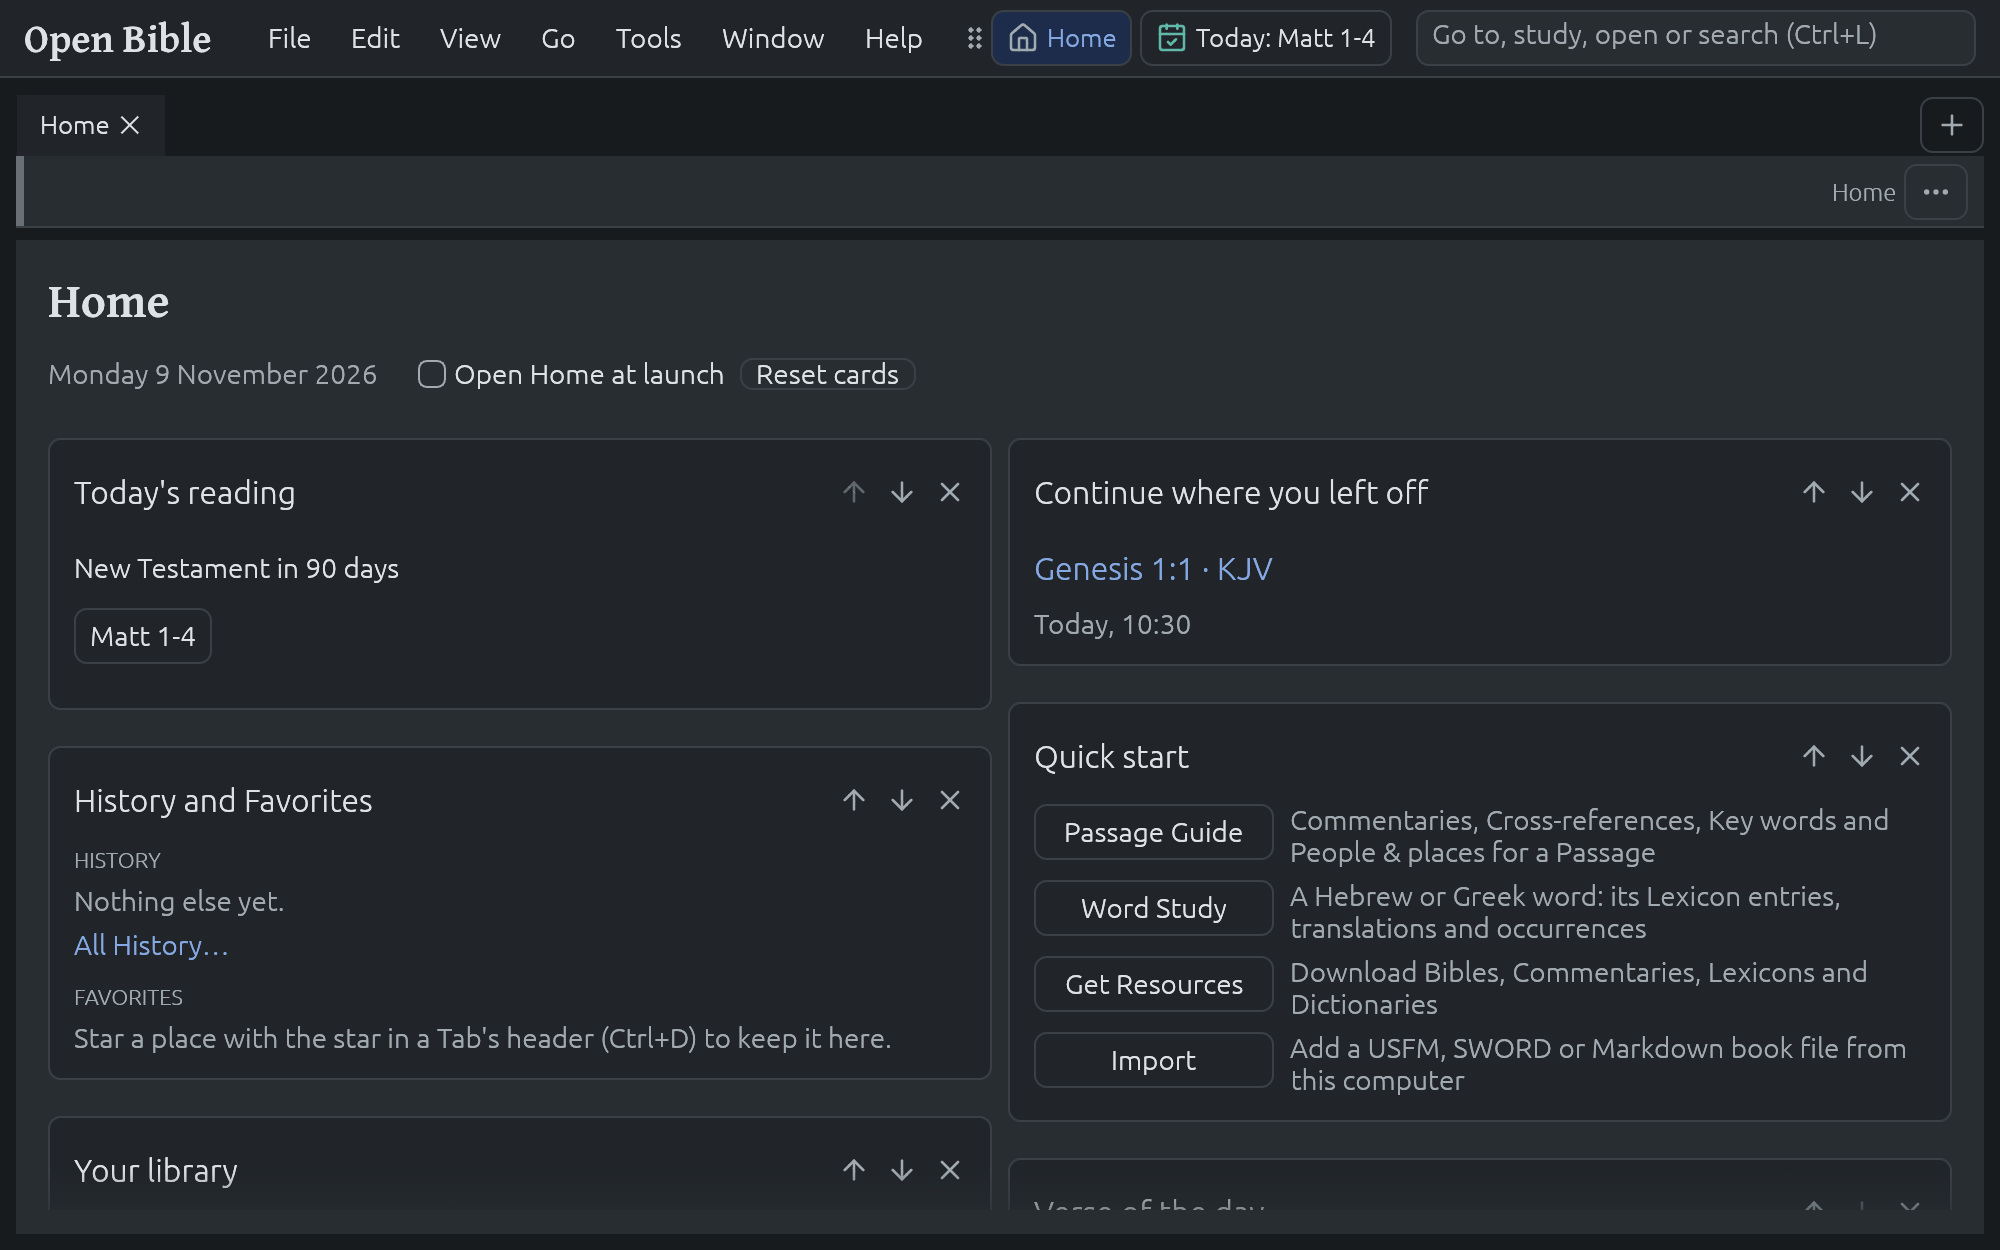 Open Bible File Edit View Go Tools Window Help Home Today: Matt 1-4 Go to, study, open or search (Ctrl+L)
Home
Home
Home
Monday 9 November 2026 Open Home at launch Reset cards
Today's reading
New Testament in 90 days
Matt 1-4
History and Favorites
HISTORY
Nothing else yet.
All History…
FAVORITES
Star a place with the star in a Tab's header (Ctrl+D) to keep it here.
Your library
Continue where you left off
Genesis 1:1 · KJV
Today, 10:30
Quick start
Passage Guide
Commentaries, Cross-references, Key words and
People & places for a Passage
Word Study
A Hebrew or Greek word: its Lexicon entries,
translations and occurrences
Get Resources
Download Bibles, Commentaries, Lexicons and
Dictionaries
Import
Add a USFM, SWORD or Markdown book file from
this computer
Verse of the day